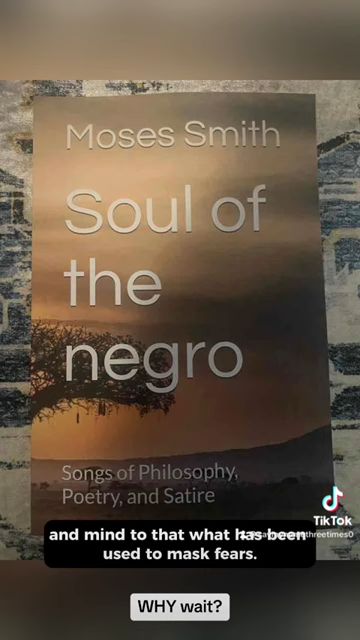 Moses Smith
Soul of
the
negro
Songs of Philosophy,
Poetry, and Satire
TikTok
and mind to that what has been
used to mask fears.
WHY wait?